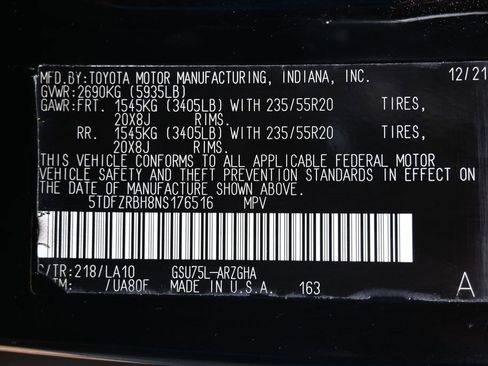 MFD.BY:TOYOTA MOTOR MANUFACTURING, INDIANA, INC. 12/21
GVWR:2690KG (5935LB)
GAWR:FRT. 1545KG (3405LB) WITH 235/55R20 TIRES,
20X8J RIMS.
RR. 1545KG (3405LB) WITH 235/55R20 TIRES,
20X8J RIMS.
THIS VEHICLE CONFORMS TO ALL APPLICABLE FEDERAL MOTOR
VEHICLE SAFETY AND THEFT PREVENTION STANDARDS IN EFFECT ON THE
DATE OF MANUFACTURE SHOWN ABOVE.
5TDFZRBH8NS176516 MPV
C/TR:218/LA10 GSU75L-ARZGHA
/UA80F MADE IN U.S.A. 163 A